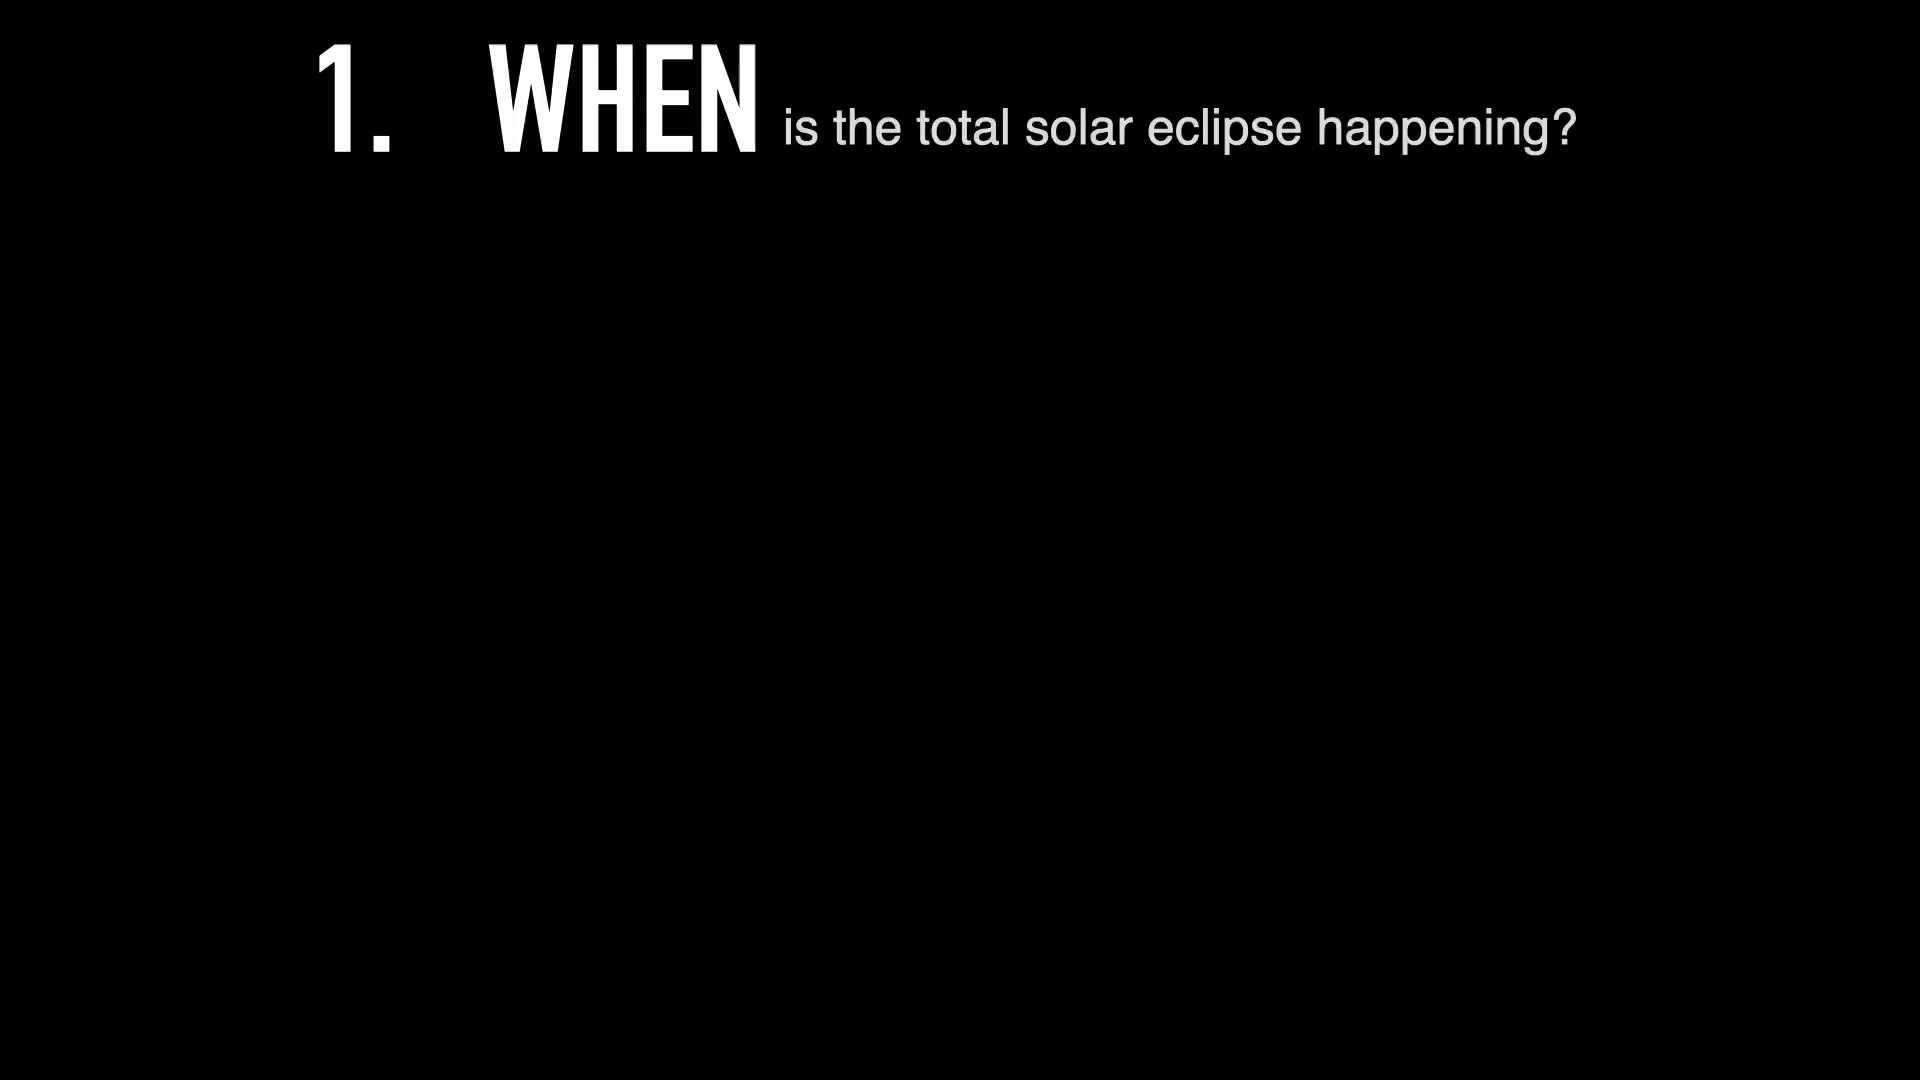 1. WHEN is the total solar eclipse happening?